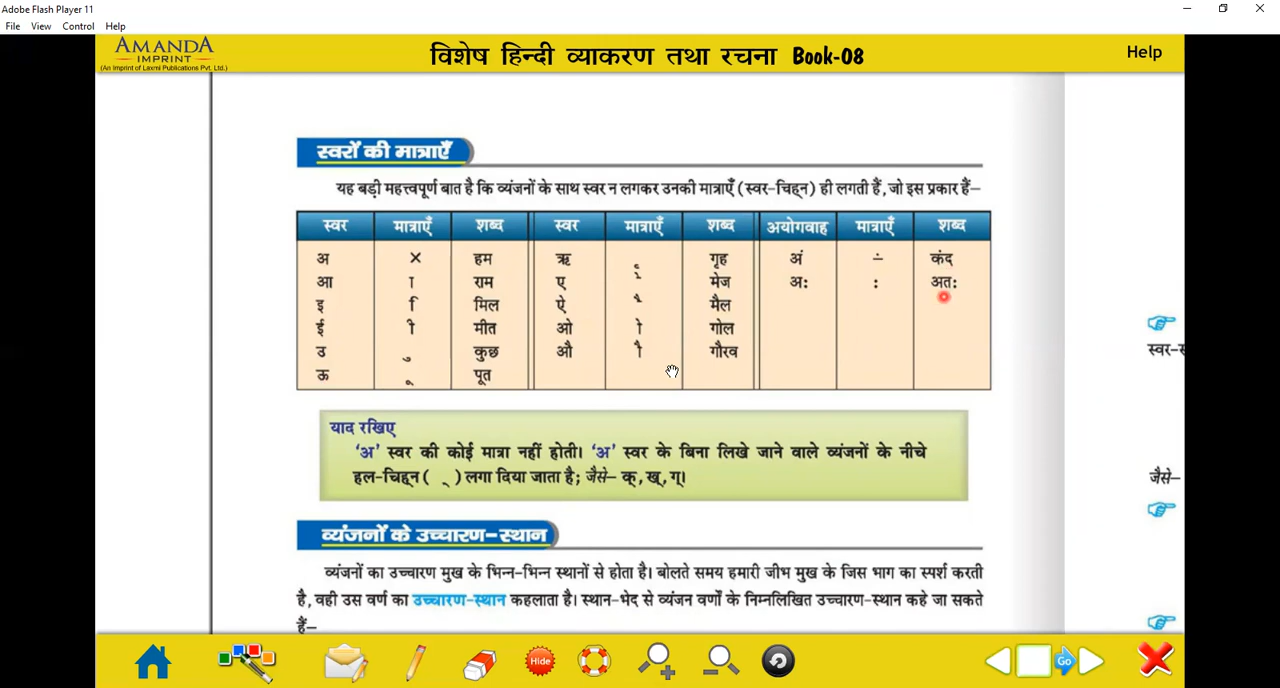 Adobe Flash Player 11
File View Control Help
AMANDA
IMPRINT
(An Imprint of Laxmi Publications Pvt. Ltd.)
विशेष हिन्दी व्याकरण तथा रचना Book-08
Help
स्वरों की मात्राएँ
यह बड़ी महत्त्वपूर्ण बात है कि व्यंजनों के साथ स्वर न लगकर उनकी मात्राएँ (स्वर-चिह्न) ही लगती हैं, जो इस प्रकार हैं–
स्वर मात्राएँ शब्द स्वर मात्राएँ शब्द अयोगवाह मात्राएँ शब्द
अ × हम ऋ ृ गृह अं ∸ कंद
आ ा राम ए े मेज अः : अतः
इ ि मिल ऐ ै मैल
ई ी मीत ओ ो गोल
उ ु कुछ औ ौ गौरव
ऊ ू पूत
याद रखिए
‘अ’ स्वर की कोई मात्रा नहीं होती। ‘अ’ स्वर के बिना लिखे जाने वाले व्यंजनों के नीचे
हल-चिह्न ( ् ) लगा दिया जाता है; जैसे– क्, ख्, ग्।
व्यंजनों के उच्चारण-स्थान
व्यंजनों का उच्चारण मुख के भिन्न-भिन्न स्थानों से होता है। बोलते समय हमारी जीभ मुख के जिस भाग का स्पर्श करती
है, वही उस वर्ण का उच्चारण-स्थान कहलाता है। स्थान-भेद से व्यंजन वर्णों के निम्नलिखित उच्चारण-स्थान कहे जा सकते
हैं–
जैसे–
Hide
Go